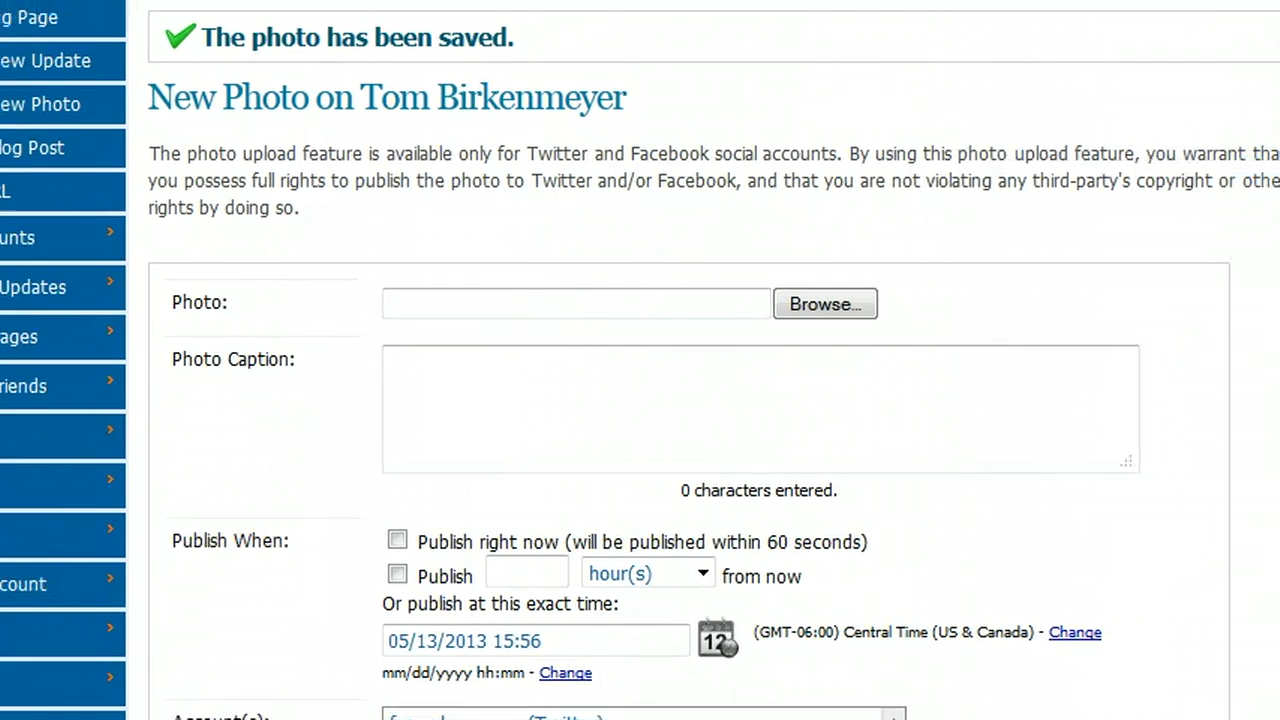 g Page
ew Update
ew Photo
log Post
L
unts
Updates
ages
riends
count
The photo has been saved.
New Photo on Tom Birkenmeyer
The photo upload feature is available only for Twitter and Facebook social accounts. By using this photo upload feature, you warrant tha
you possess full rights to publish the photo to Twitter and/or Facebook, and that you are not violating any third-party's copyright or othe
rights by doing so.
Photo:
Browse...
Photo Caption:
0 characters entered.
Publish When:
Publish right now (will be published within 60 seconds)
Publish hour(s) from now
Or publish at this exact time:
05/13/2013 15:56 12 (GMT-06:00) Central Time (US & Canada) - Change
mm/dd/yyyy hh:mm - Change
Account(s): (Twitter)